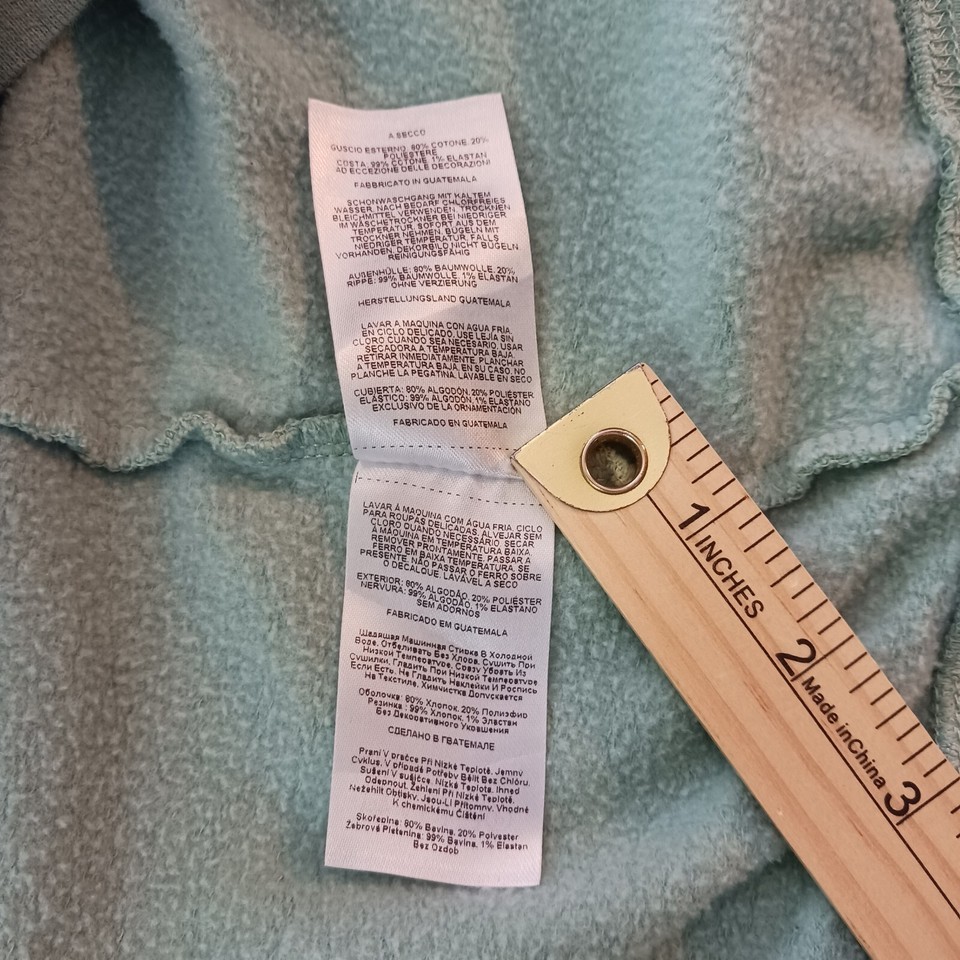 A SECCO
GUSCIO ESTERNO: 80% COTONE, 20%
POLIESTERE
COSTA: 99% COTONE, 1% ELASTAN
AD ECCEZIONE DELLE DECORAZIONI
FABBRICATO IN GUATEMALA
SCHONWASCHGANG MIT KALTEM
WASSER, NACH BEDARF CHLORFREIES
BLEICHMITTEL VERWENDEN, TROCKNEN
IM WÄSCHETROCKNER BEI NIEDRIGER
TEMPERATUR, SOFORT AUS DEM
TROCKNER NEHMEN, BÜGELN MIT
NIEDRIGER TEMPERATUR, FALLS
VORHANDEN, DEKORBILD NICHT BÜGELN
REINIGUNGSFÄHIG
AUßENHÜLLE: 80% BAUMWOLLE, 20%
RIPPE: 99% BAUMWOLLE, 1% ELASTAN
OHNE VERZIERUNG
HERSTELLUNGSLAND GUATEMALA
LAVAR A MAQUINA CON AGUA FRIA,
EN CICLO DELICADO, USE LEJÍA SIN
CLORO CUANDO SEA NECESARIO, USAR
SECADORA A TEMPERATURA BAJA,
RETIRAR INMEDIATAMENTE, PLANCHAR
A TEMPERATURA BAJA, EN SU CASO, NO
PLANCHE LA PEGATINA, LAVABLE EN SECO
CUBIERTA: 80% ALGODÓN, 20% POLIÉSTER
ELÁSTICO: 99% ALGODÓN, 1% ELASTANO
EXCLUSIVO DE LA ORNAMENTACIÓN
FABRICADO EN GUATEMALA
LAVAR À MAQUINA COM ÁGUA FRIA, CICLO
PARA ROUPAS DELICADAS, ALVEJAR SEM
CLORO QUANDO NECESSÁRIO, SECAR
À MÁQUINA EM TEMPERATURA BAIXA,
REMOVER PRONTAMENTE, PASSAR A
FERRO EM BAIXA TEMPERATURA, SE
PRESENTE, NÃO PASSAR O FERRO SOBRE
O DECALQUE, LAVÁVEL A SECO
EXTERIOR: 80% ALGODÃO, 20% POLIÉSTER
NERVURA: 99% ALGODÃO, 1% ELASTANO
SEM ADORNOS
FABRICADO EM GUATEMALA
Щедящая Машинная Стирка В Холодной
Воде, Отбеливать Без Хлора, Сушить При
Низкой Температуре, Сразу Убрать Из
Сушилки, Гладить При Низкой Температуре
Если Есть, На Гладить Наклейки И Роспись
На Текстиле, Химчистка Допускается
Оболочка: 80% Хлопок, 20% Полиэфир
Резинка : 99% Хлопок, 1% Эластан
Без Декоративного Украшения
СДЕЛАНО В ГВАТЕМАЛЕ
Praní V pračce Při Nízké Teplotě, Jemný
Cyklus, V případě Potřeby Bělit Bez Chlóru,
Sušení V sušičce, Nízká Teplota, Ihned
Odepnout, Žehlení Při Nízké Teplotě,
Nežehlit Obtisky, Jsou-Li Přítomny, Vhodné
K chemickému Čištění
Skořepina: 80% Bavlna, 20% Polyester
Žebrová Pletenina: 99% Bavlna, 1% Elastan
Bez Ozdob
1 INCHES
2 Made in China
3